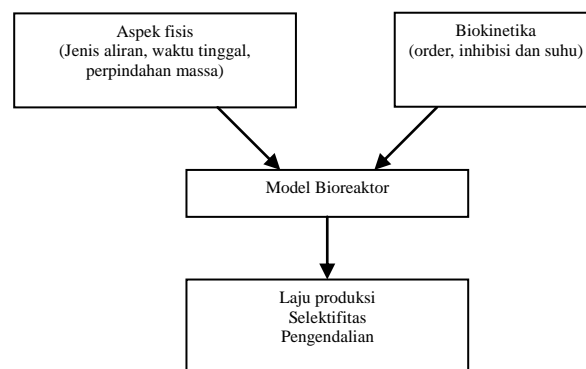 Aspek fisis
(Jenis aliran, waktu tinggal,
perpindahan massa)
Biokinetika
(order, inhibisi dan suhu)
Model Bioreaktor
Laju produksi
Selektifitas
Pengendalian